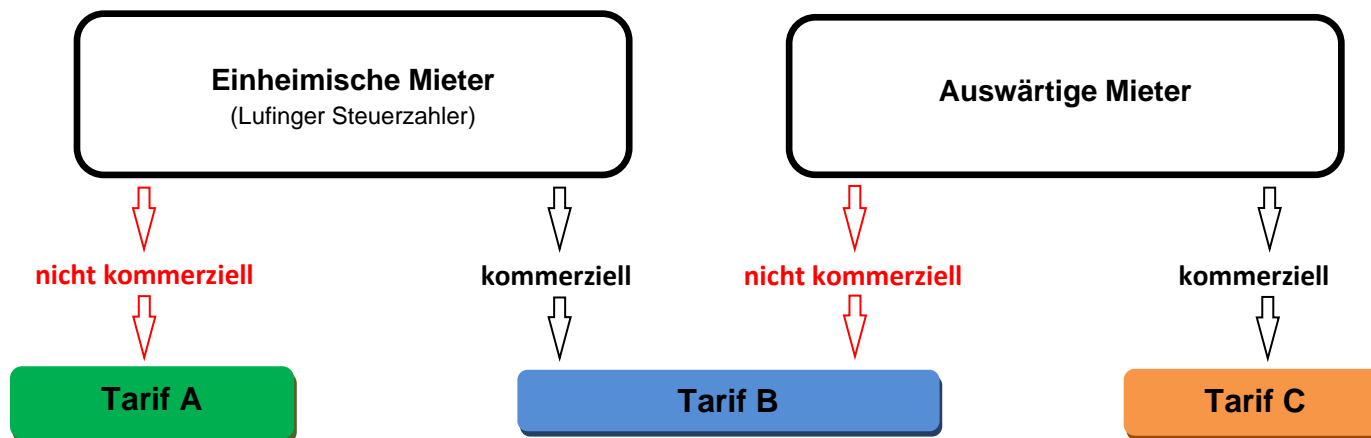 Einheimische Mieter
(Lufinger Steuerzahler)
Auswärtige Mieter
nicht kommerziell
kommerziell
nicht kommerziell
kommerziell
Tarif A
Tarif B
Tarif C